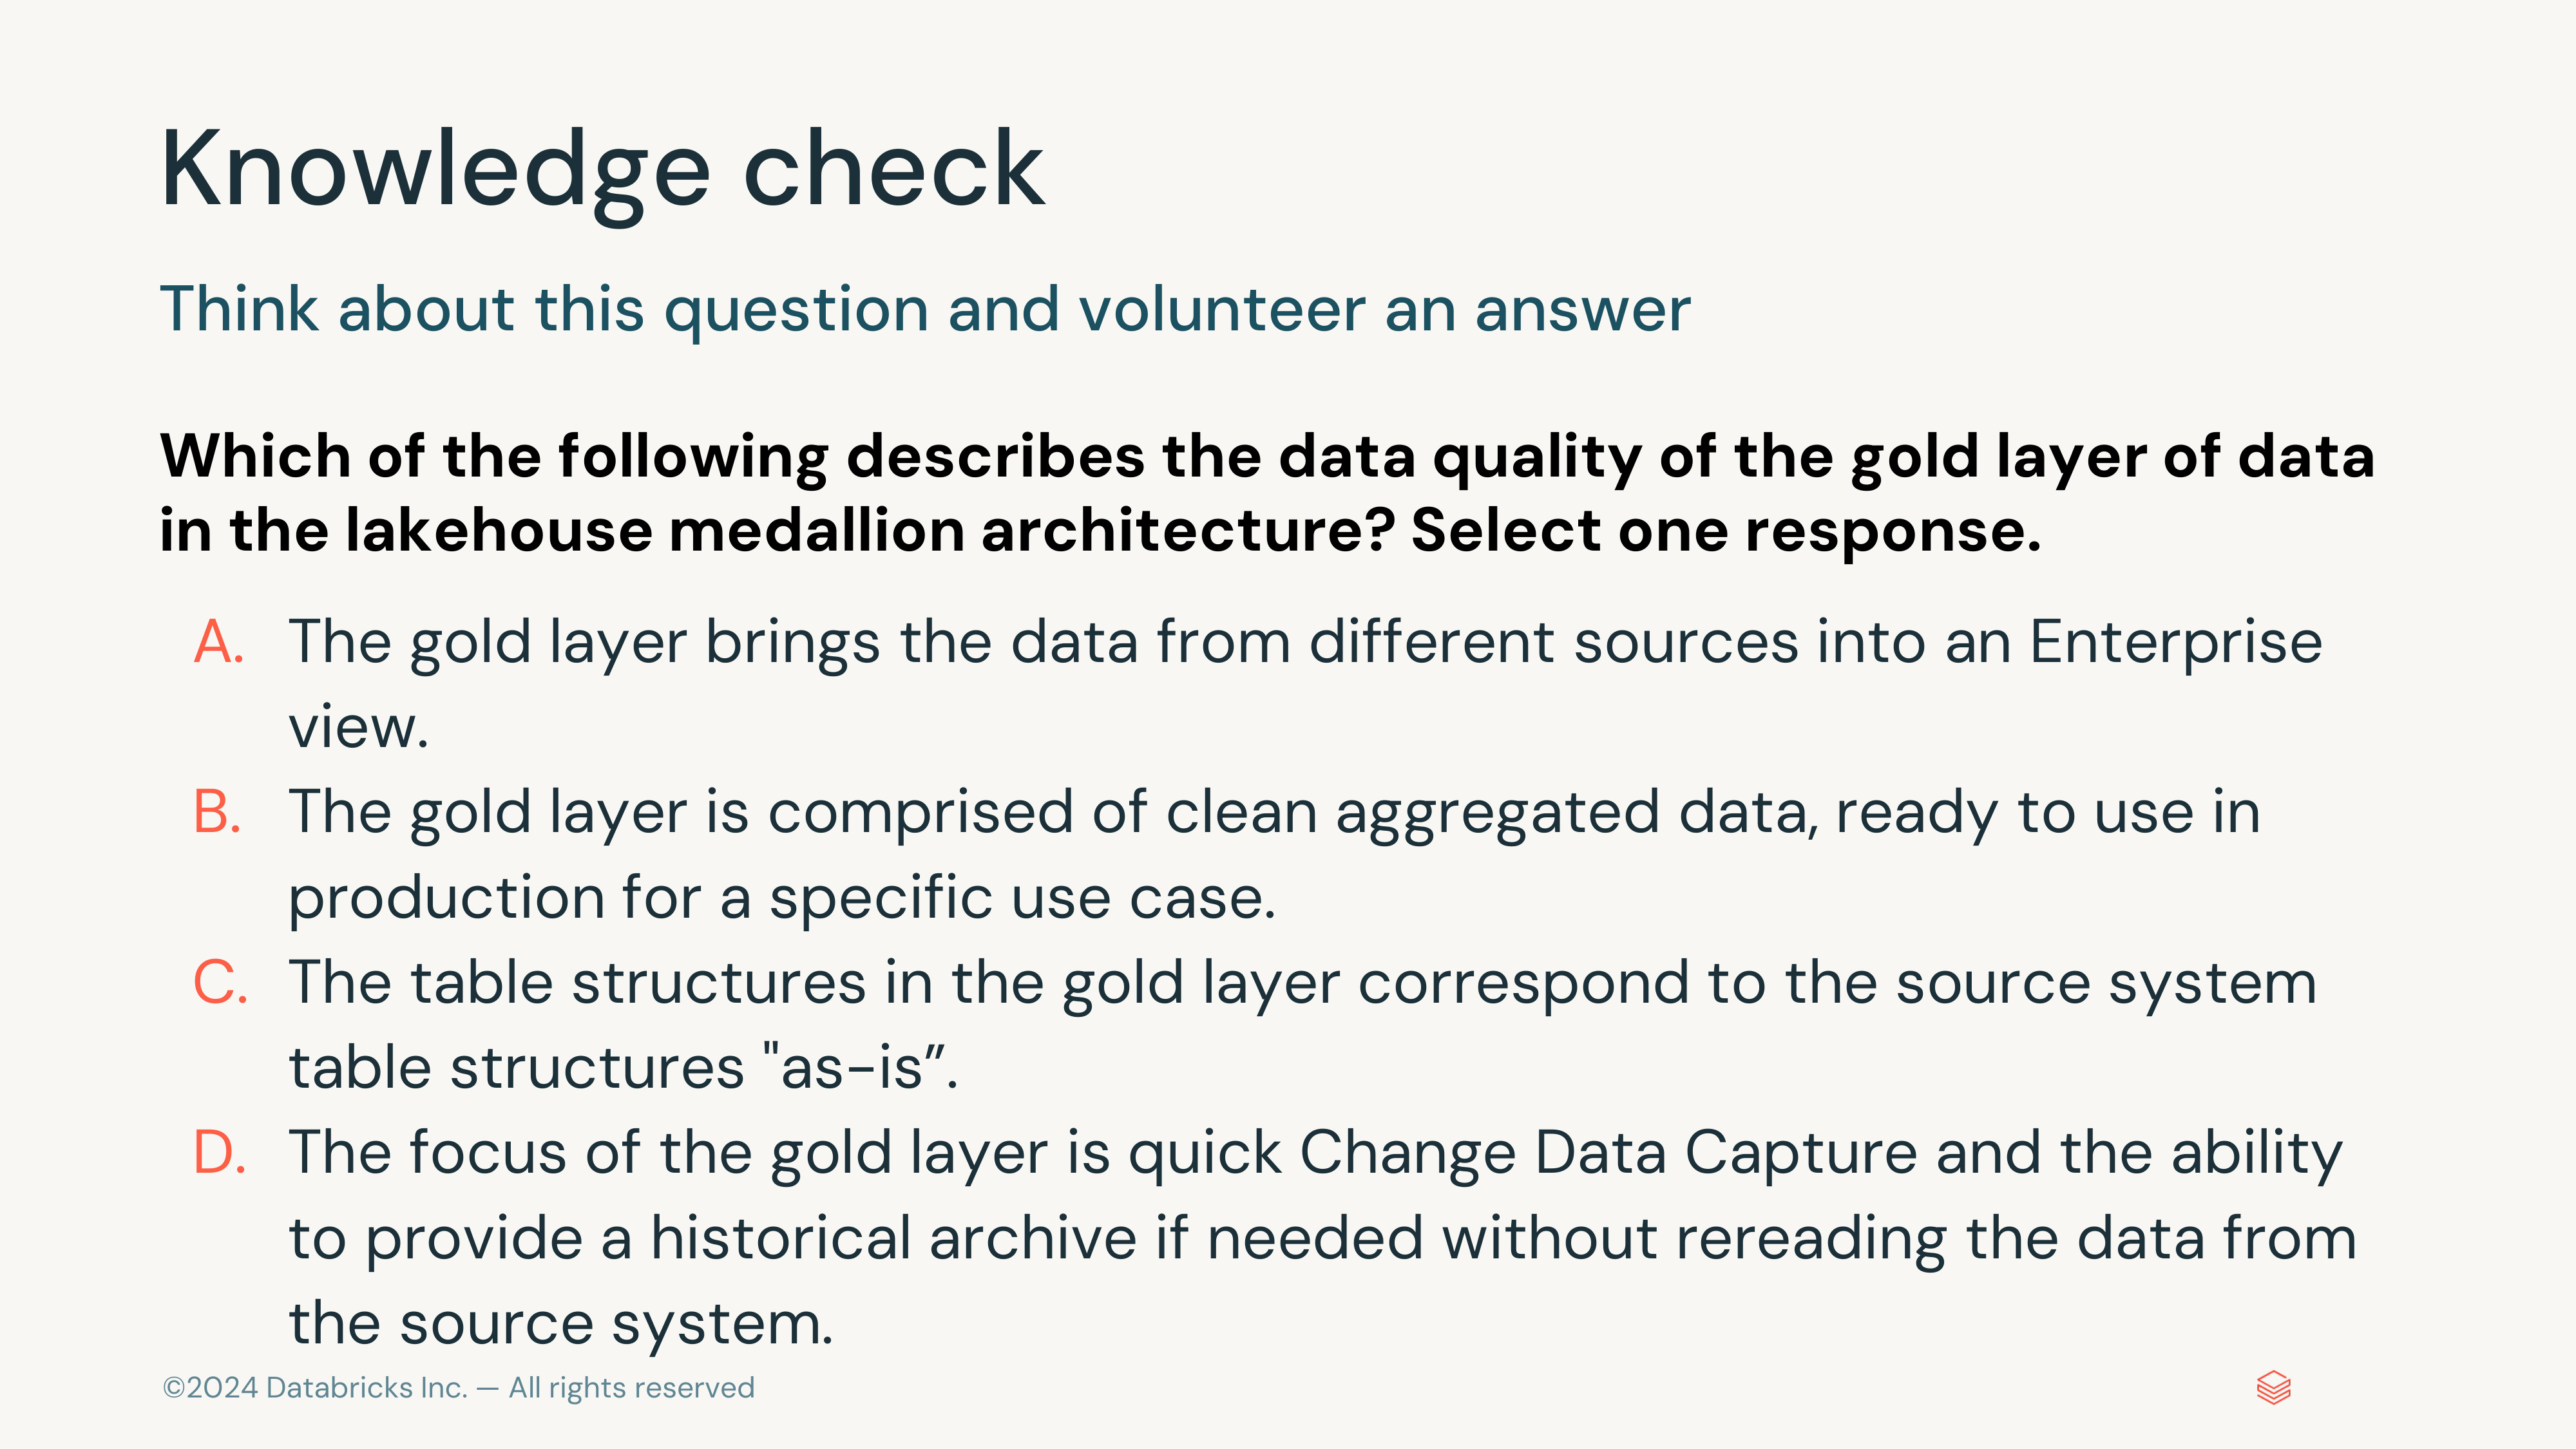 Knowledge check
Think about this question and volunteer an answer
Which of the following describes the data quality of the gold layer of data
in the lakehouse medallion architecture? Select one response.
A. The gold layer brings the data from different sources into an Enterprise
view.
B. The gold layer is comprised of clean aggregated data, ready to use in
production for a specific use case.
C. The table structures in the gold layer correspond to the source system
table structures "as-is”.
D. The focus of the gold layer is quick Change Data Capture and the ability
to provide a historical archive if needed without rereading the data from
the source system.
©2024 Databricks Inc. — All rights reserved